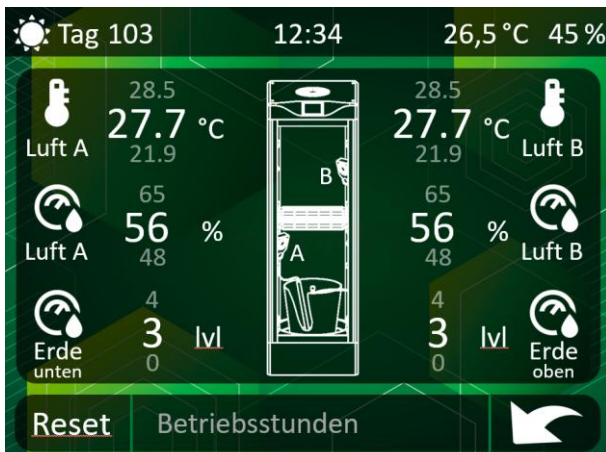 Tag 103 12:34 26,5 °C 45 %
28.5 28.5
27.7 °C 27.7 °C
Luft A 21.9 21.9 Luft B
65 B 65
56 % 56 %
Luft A 48 A 48 Luft B
4 4
3 lvl 3 lvl
Erde 0 0 Erde
unten oben
Reset Betriebsstunden